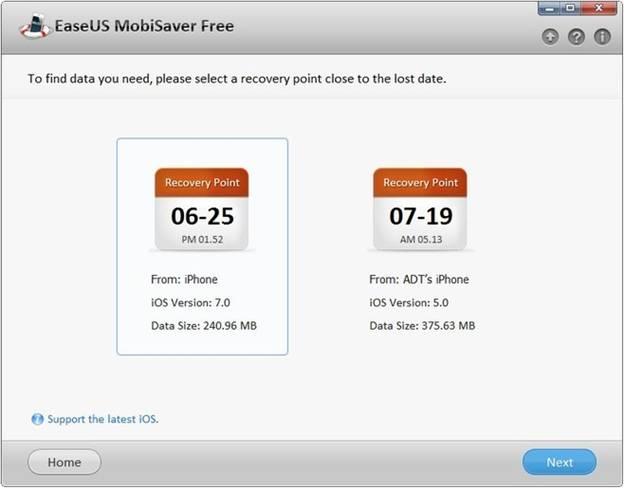 EaseUS MobiSaver Free
To find data you need, please select a recovery point close to the lost date.
Recovery Point
06-25
PM 01.52
From: iPhone
iOS Version: 7.0
Data Size: 240.96 MB
Recovery Point
07-19
AM 05.13
From: ADT's iPhone
iOS Version: 5.0
Data Size: 375.63 MB
Support the latest iOS.
Home
Next